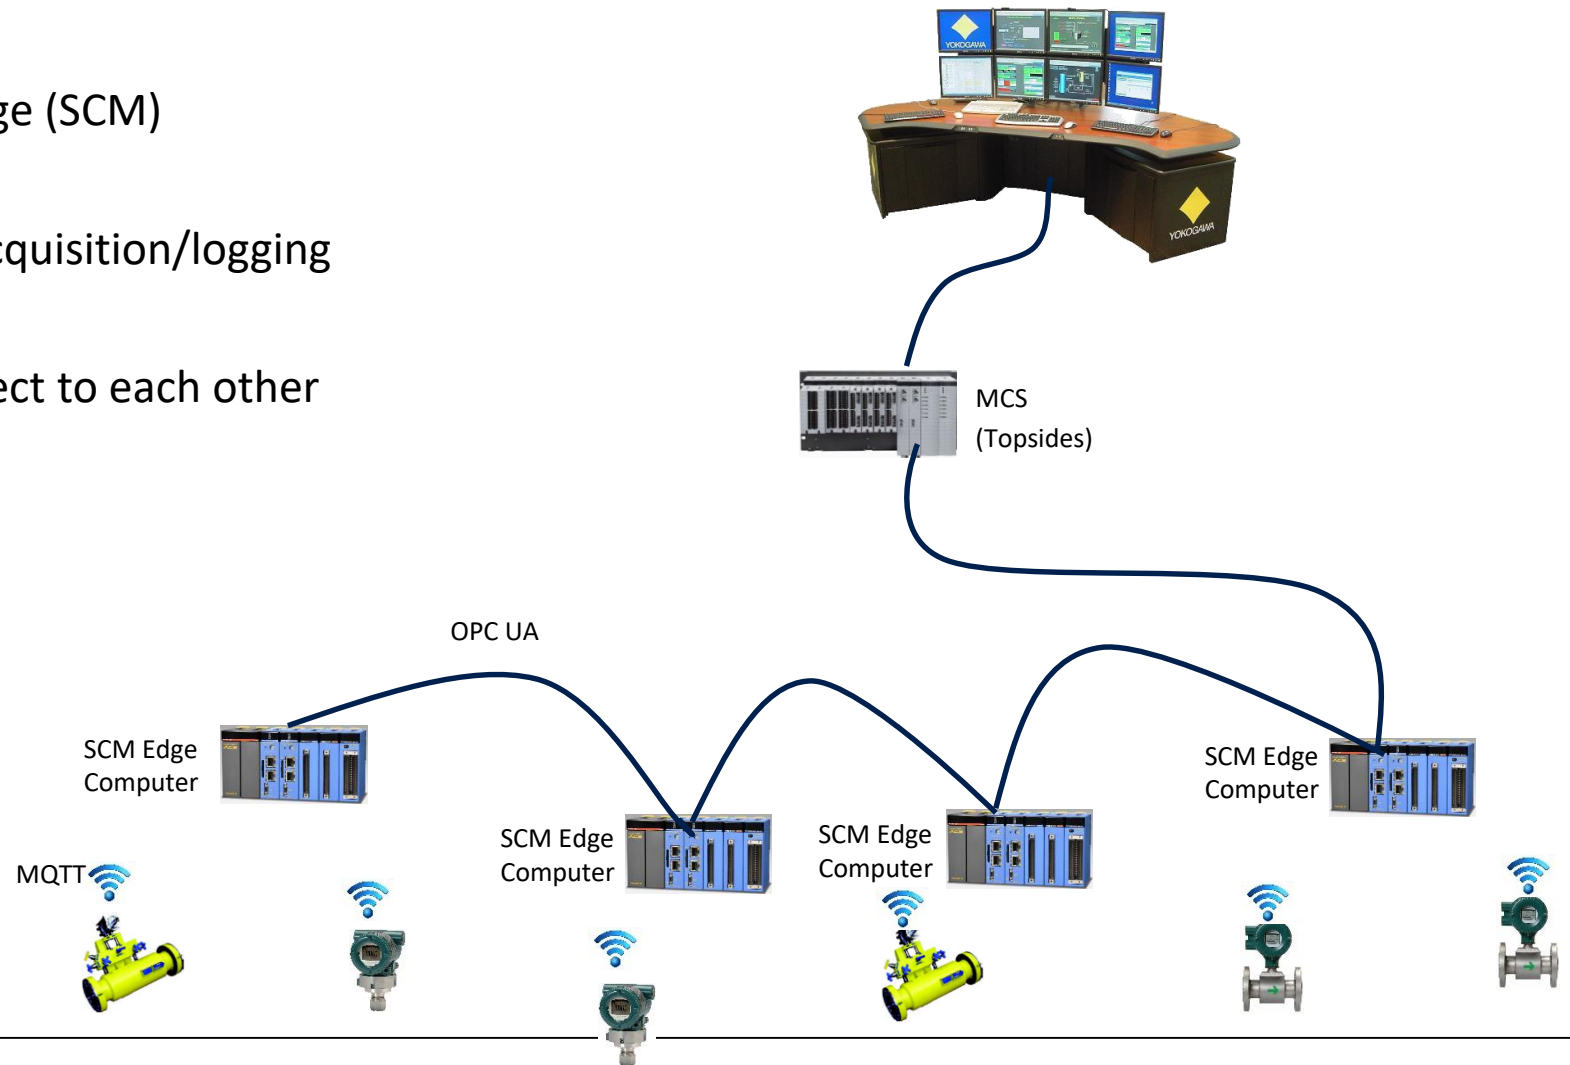 ge (SCM)
cquisition/logging
ect to each other
YOKOGAWA
YOKOGAWA
MCS
(Topsides)
OPC UA
SCM Edge
Computer
SCM Edge
Computer
SCM Edge
Computer
SCM Edge
Computer
MQTT